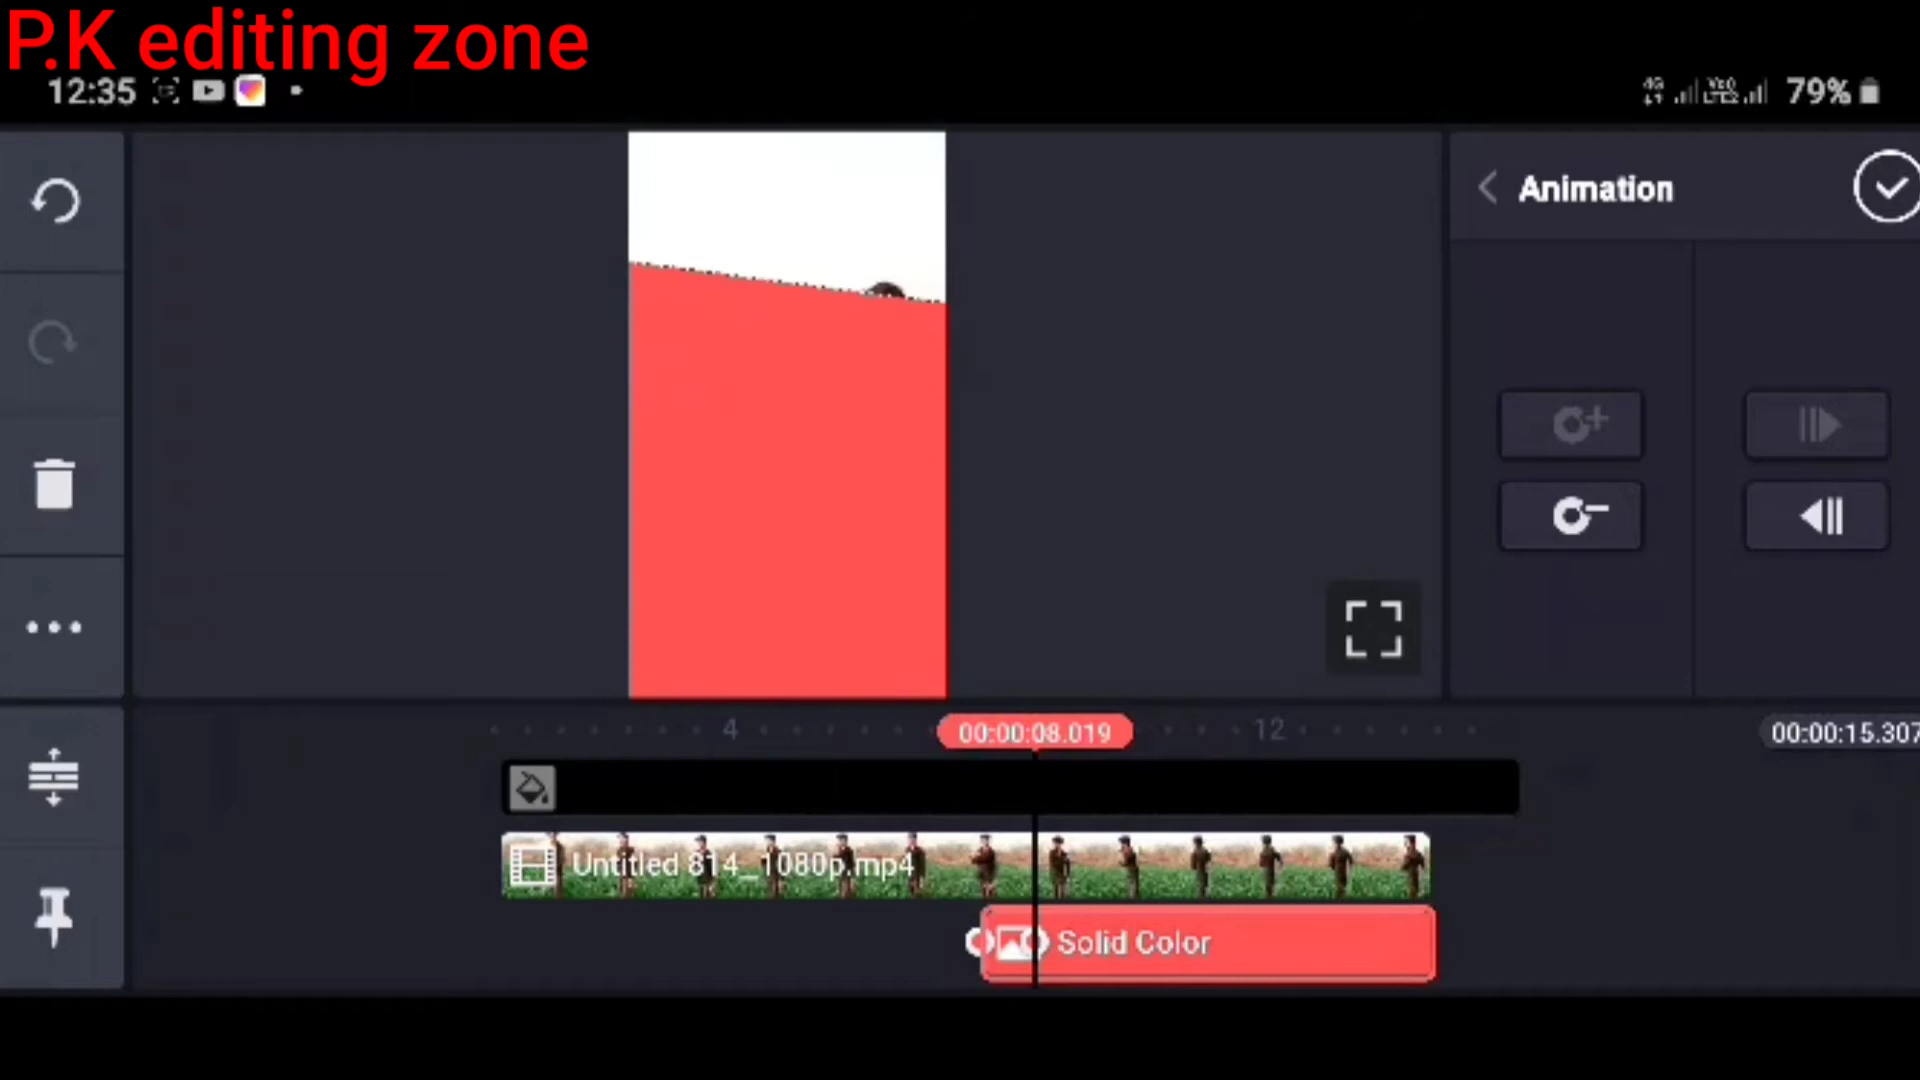 P.K editing zone
12:35
79%
Animation
4
00:00:08.019
12
00:00:15.307
Untitled 814_1080p.mp4
Solid Color